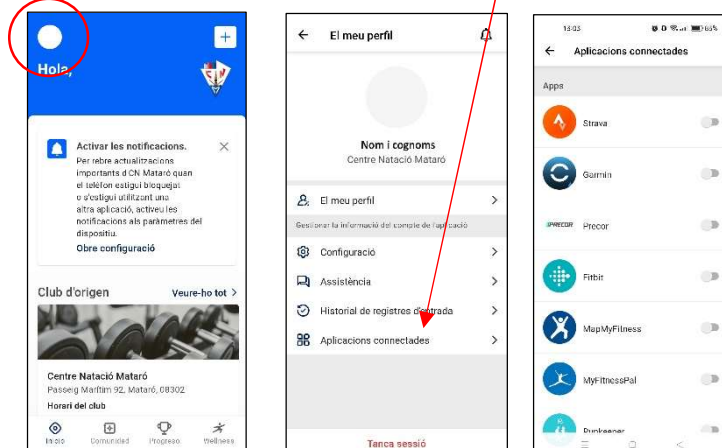 Hola,
Activar les notificacions.
Per rebre actualitzacions
importants d CN Mataró quan
el telèfon estigui bloquejat
o s'estigui utilitzant una
altra aplicació, activeu les
notificacions als paràmetres del
dispositiu.
Obre configuració
Club d'origen
Veure-ho tot >
Centre Natació Mataró
Passeig Marítim 92, Mataró, 08302
Horari del club
Inicio
Comunidad
Progreso
Wellness
El meu perfil
Nom i cognoms
Centre Natació Mataró
El meu perfil
Gestionar la informació del compte de l'aplicació
Configuració
Assistència
Historial de registres d'entrada
Aplicacions connectades
Tanca sessió
Aplicacions connectades
Apps
Strava
Garmin
PRECOR
Precor
Fitbit
MapMyFitness
MyFitnessPal
Runkeeper